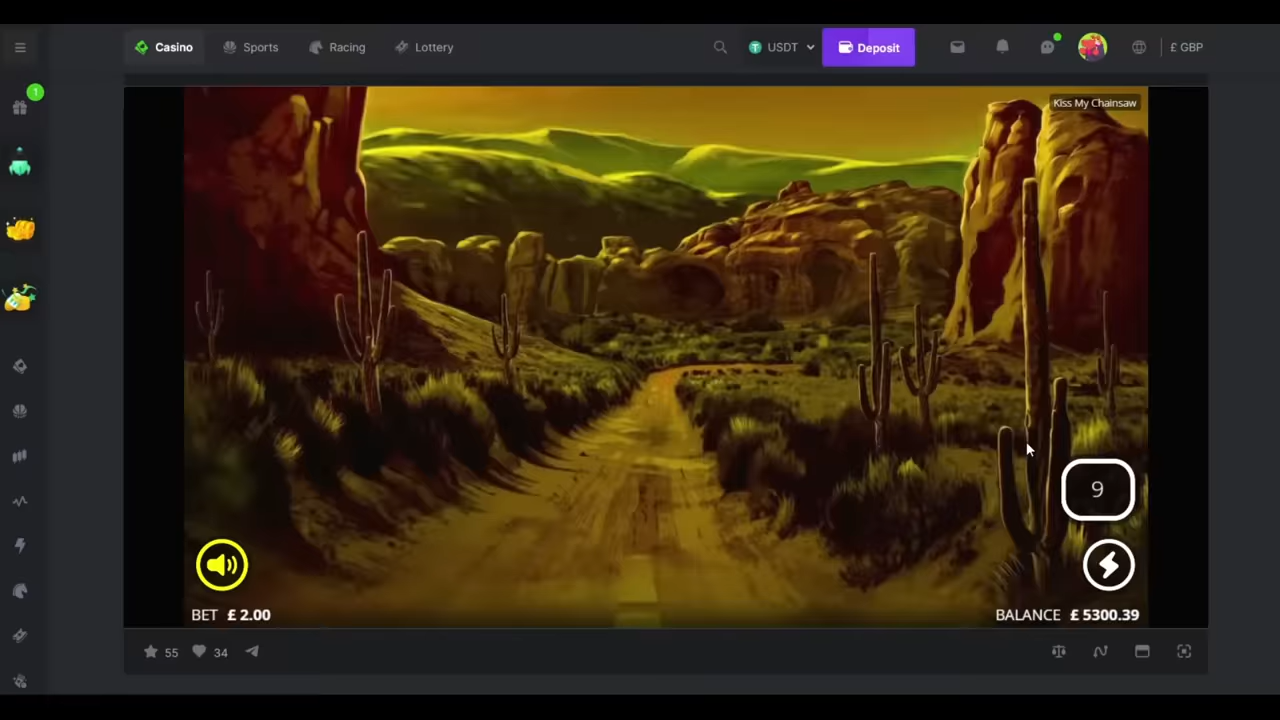 Casino
Sports
Racing
Lottery
USDT
Deposit
£ GBP
1
Kiss My Chainsaw
9
BET £ 2.00
BALANCE £ 5300.39
55
34